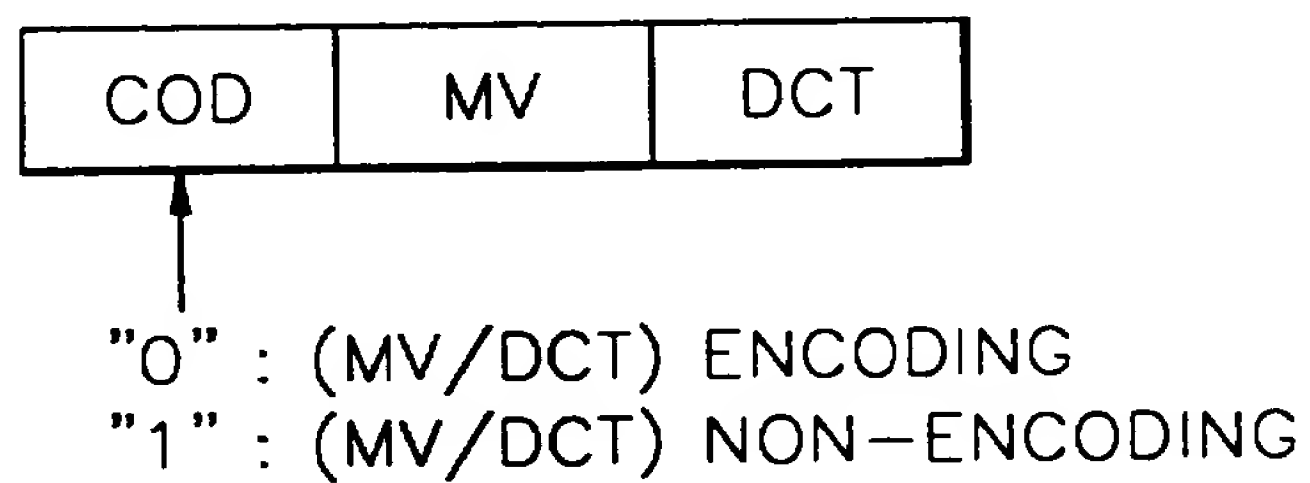 COD MV DCT
"0" : (MV/DCT) ENCODING
"1" : (MV/DCT) NON-ENCODING